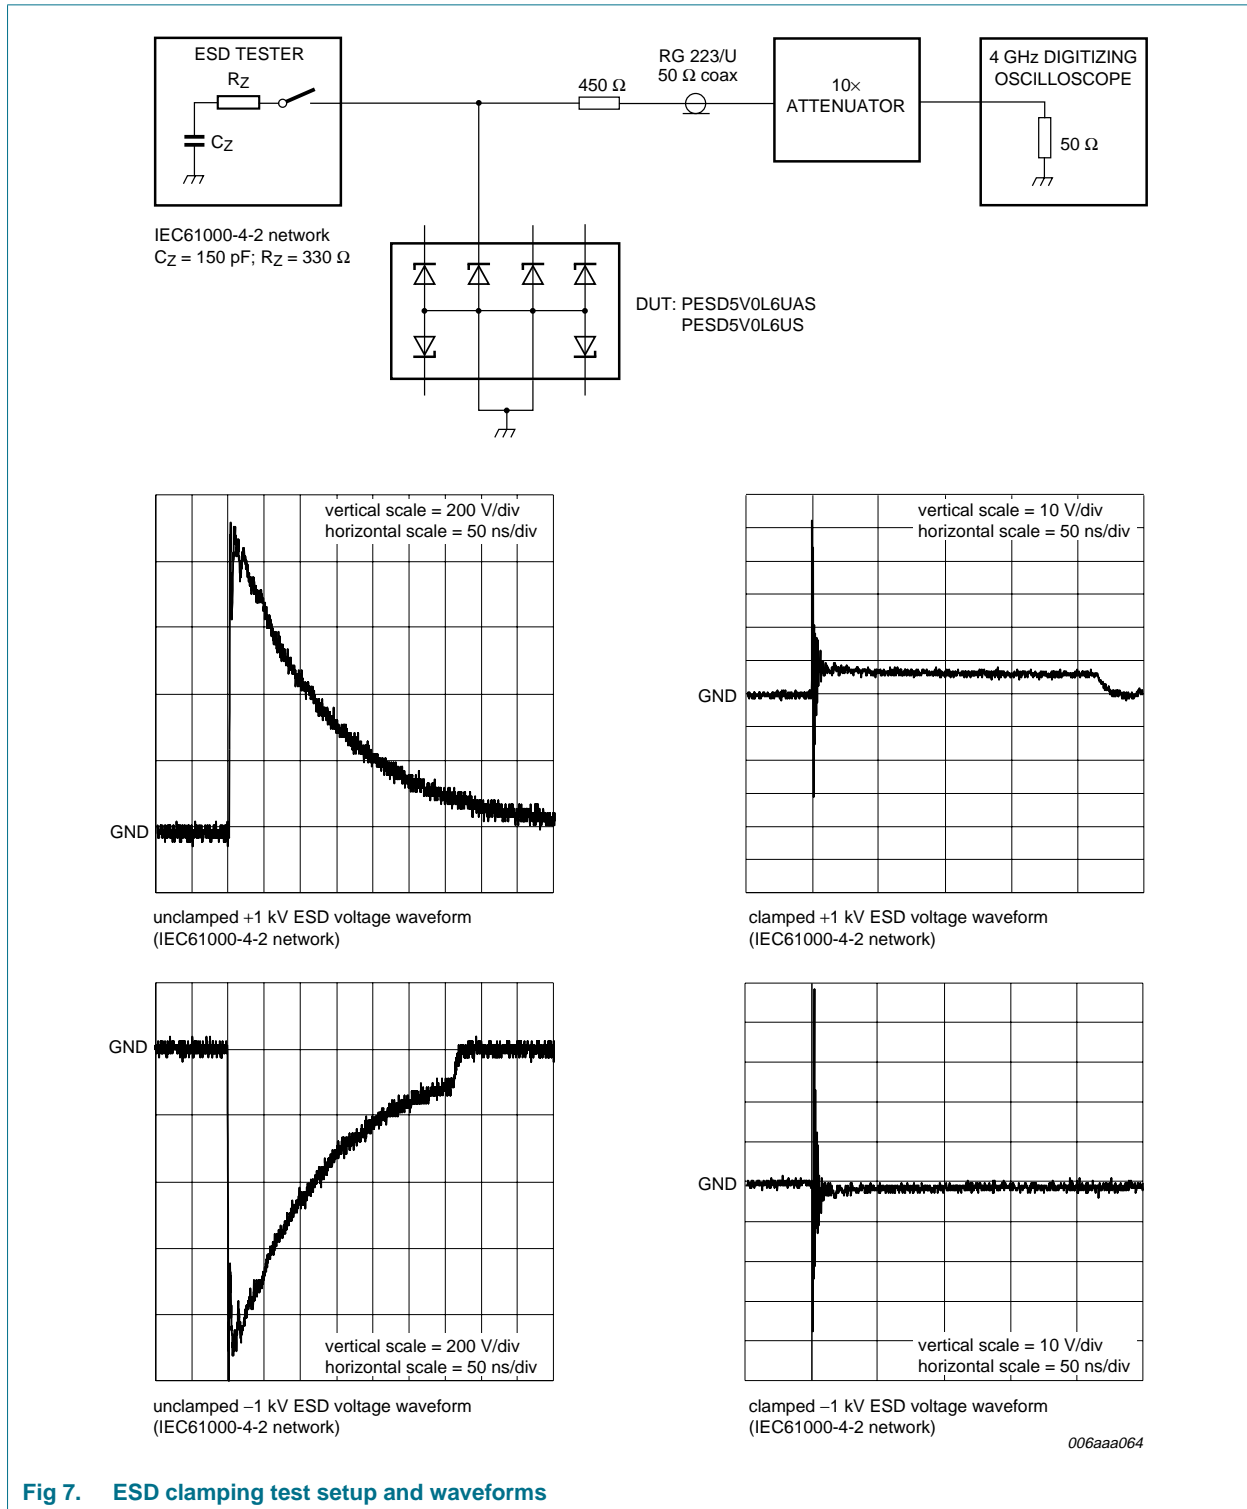 ESD TESTER
RZ
CZ
450 Ω
RG 223/U
50 Ω coax
10×
ATTENUATOR
4 GHz DIGITIZING
OSCILLOSCOPE
50 Ω
IEC61000-4-2 network
CZ = 150 pF; RZ = 330 Ω
DUT: PESD5V0L6UAS
PESD5V0L6US
vertical scale = 200 V/div
horizontal scale = 50 ns/div
GND
unclamped +1 kV ESD voltage waveform
(IEC61000-4-2 network)
vertical scale = 10 V/div
horizontal scale = 50 ns/div
GND
clamped +1 kV ESD voltage waveform
(IEC61000-4-2 network)
GND
vertical scale = 200 V/div
horizontal scale = 50 ns/div
unclamped −1 kV ESD voltage waveform
(IEC61000-4-2 network)
GND
vertical scale = 10 V/div
horizontal scale = 50 ns/div
clamped −1 kV ESD voltage waveform
(IEC61000-4-2 network)
006aaa064
Fig 7. ESD clamping test setup and waveforms